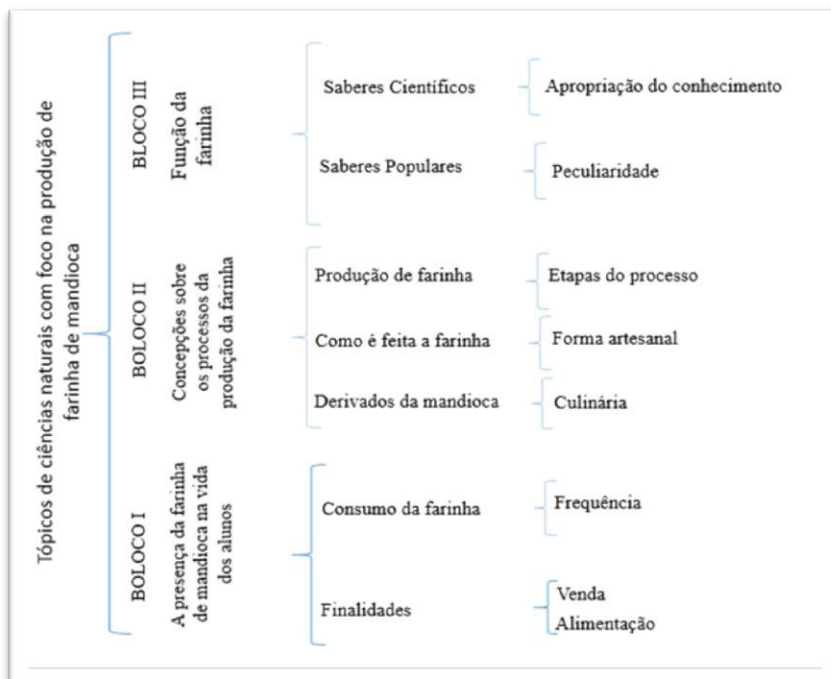 Tópicos de ciências naturais com foco na produção de
farinha de mandioca
BLOCO III
Função da
farinha
Saberes Científicos
Apropriação do conhecimento
Saberes Populares
Peculiaridade
BOLOCO II
Concepções sobre
os processos da
produção da farinha
Produção de farinha
Etapas do processo
Como é feita a farinha
Forma artesanal
Derivados da mandioca
Culinária
BOLOCO I
A presença da farinha
de mandioca na vida
dos alunos
Consumo da farinha
Frequência
Finalidades
Venda
Alimentação